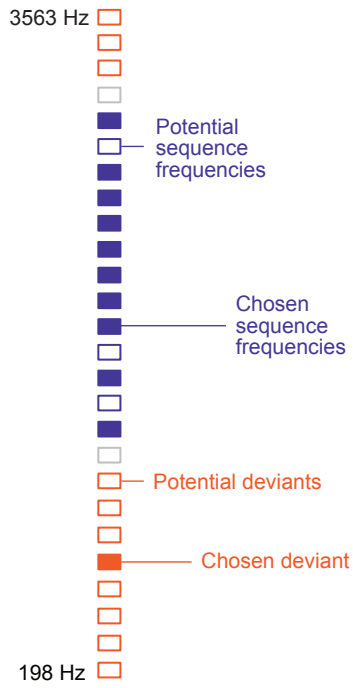 3563 Hz
Potential
sequence
frequencies
Chosen
sequence
frequencies
Potential deviants
Chosen deviant
198 Hz